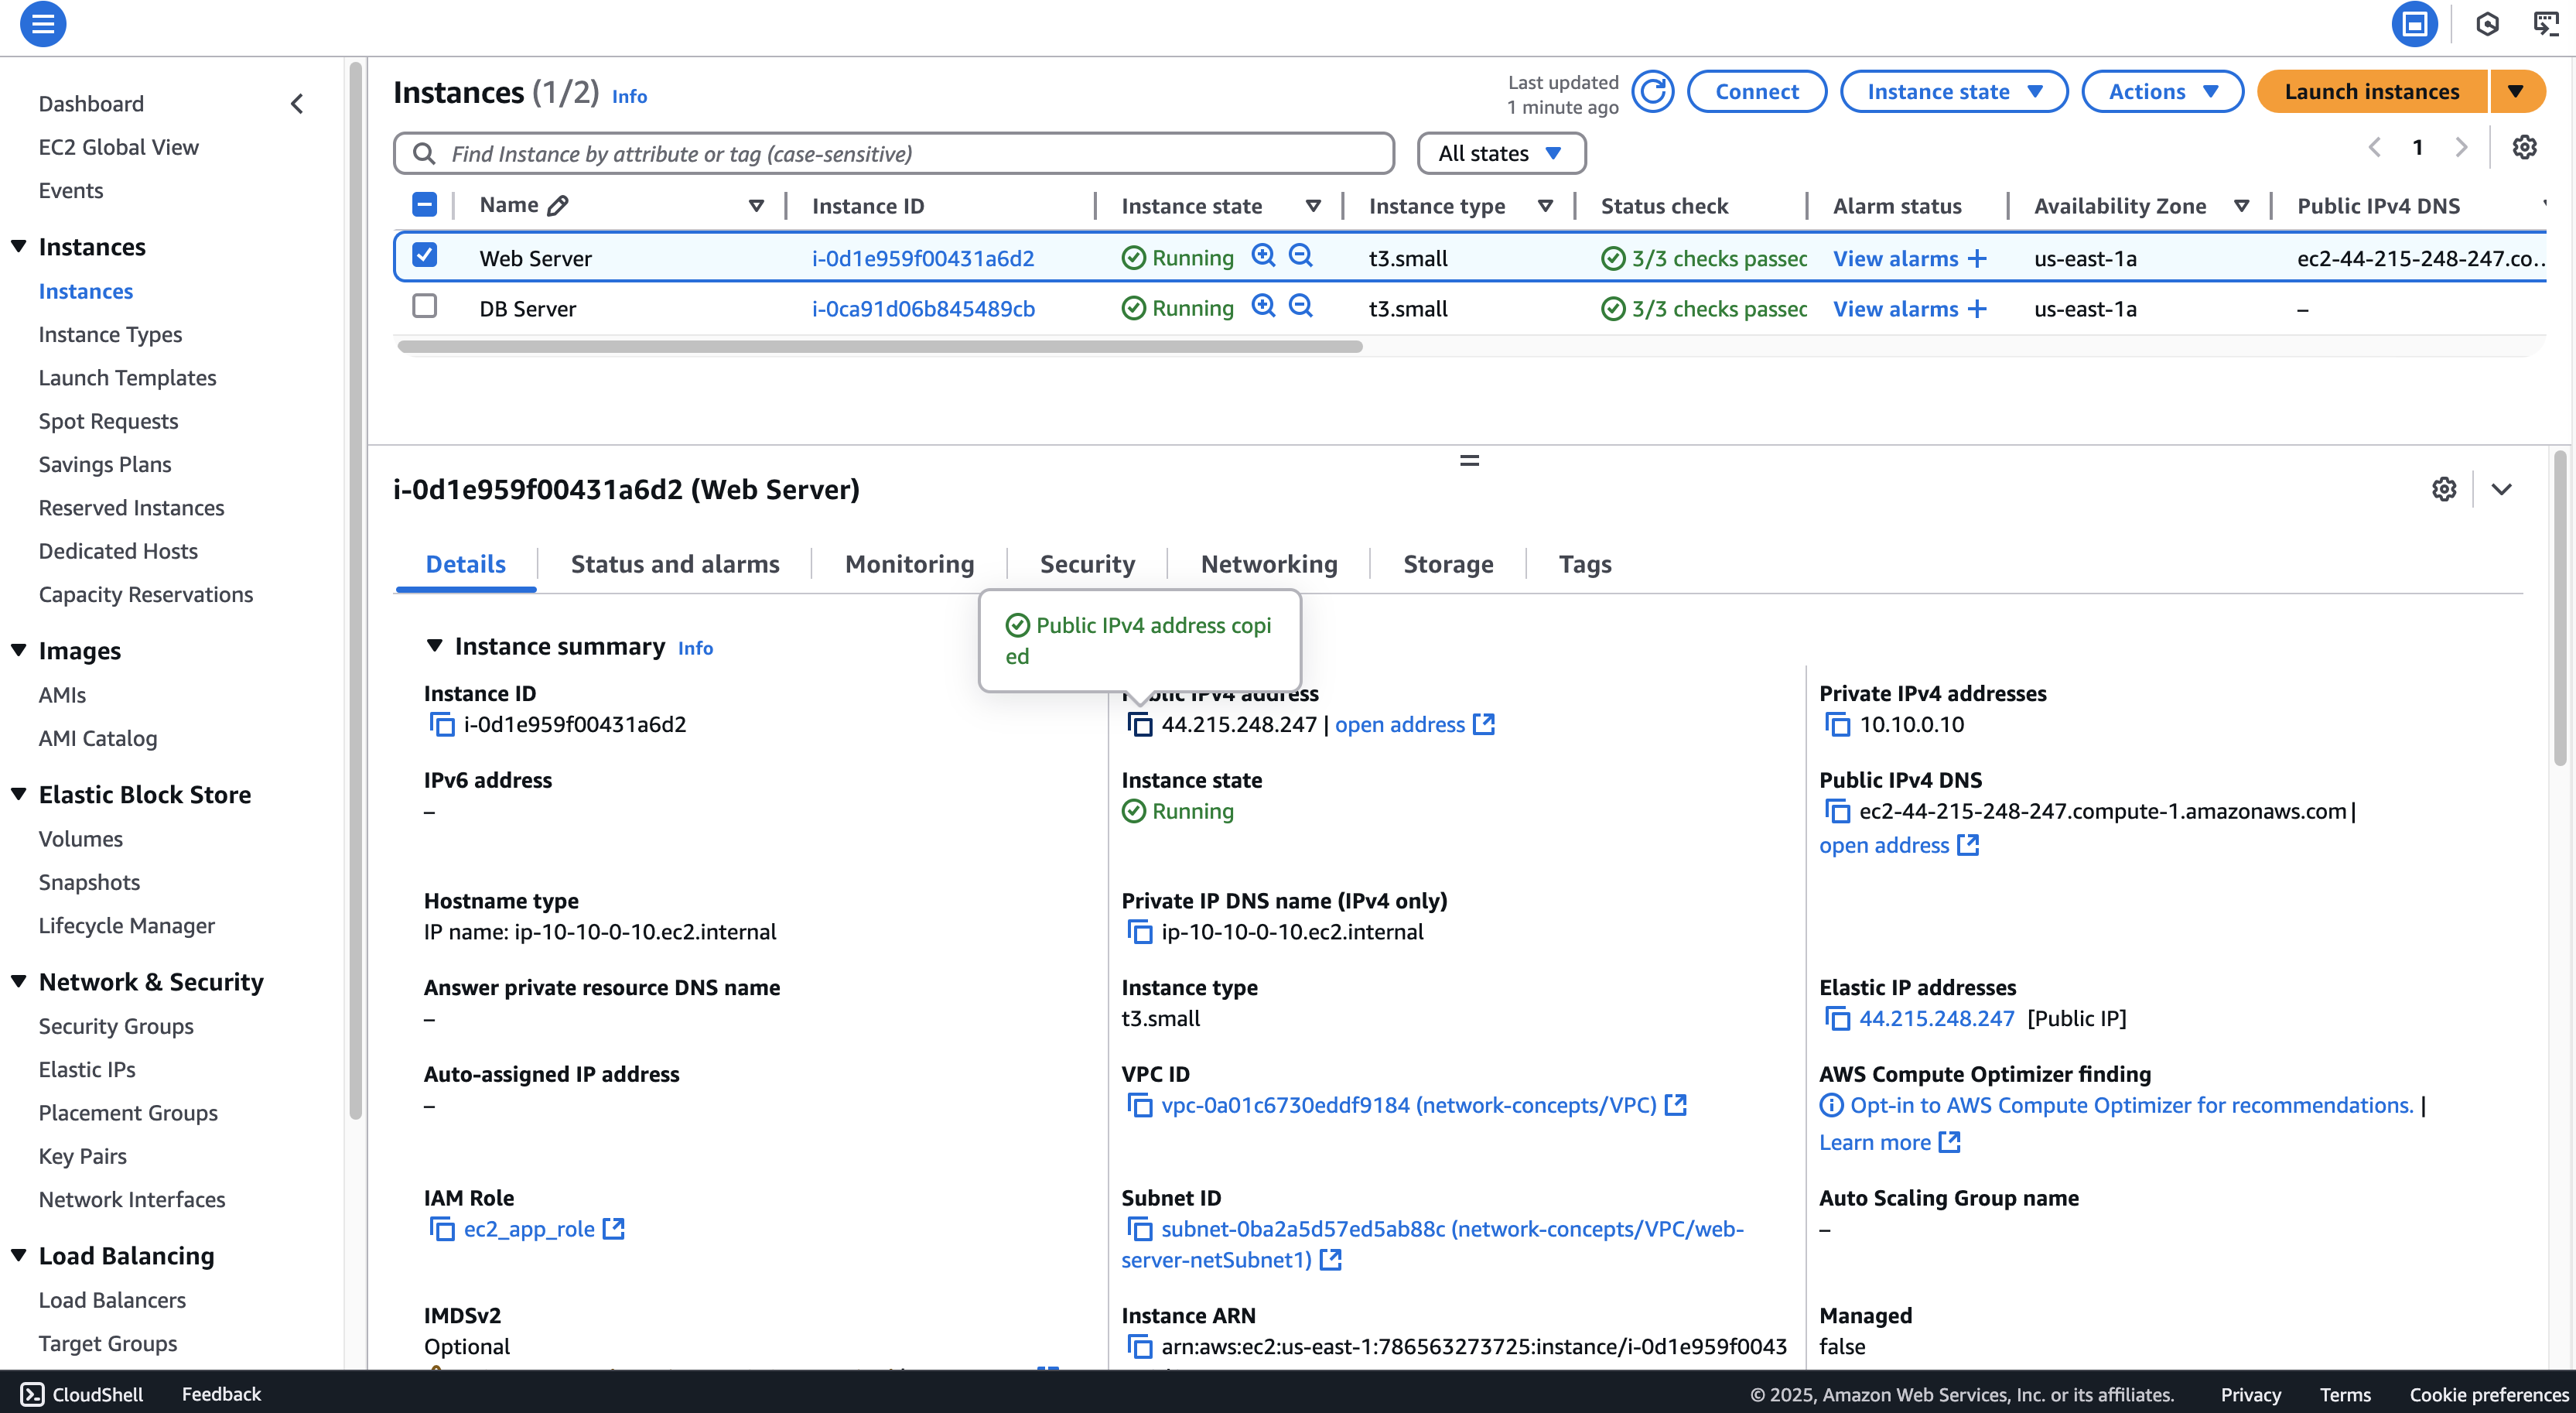 Dashboard
EC2 Global View
Events
Instances
Instances
Instance Types
Launch Templates
Spot Requests
Savings Plans
Reserved Instances
Dedicated Hosts
Capacity Reservations
Images
AMIs
AMI Catalog
Elastic Block Store
Volumes
Snapshots
Lifecycle Manager
Network & Security
Security Groups
Elastic IPs
Placement Groups
Key Pairs
Network Interfaces
Load Balancing
Load Balancers
Target Groups
Instances (1/2) Info
Last updated
1 minute ago
Connect Instance state Actions Launch instances
Find Instance by attribute or tag (case-sensitive) All states 1
Name Instance ID Instance state Instance type Status check Alarm status Availability Zone Public IPv4 DNS
Web Server i-0d1e959f00431a6d2 Running t3.small 3/3 checks passec View alarms + us-east-1a ec2-44-215-248-247.co...
DB Server i-0ca91d06b845489cb Running t3.small 3/3 checks passec View alarms + us-east-1a –
i-0d1e959f00431a6d2 (Web Server)
Details Status and alarms Monitoring Security Networking Storage Tags
Public IPv4 address copi
ed
Instance summary Info
Instance ID
i-0d1e959f00431a6d2
Public IPv4 address
44.215.248.247 | open address
Private IPv4 addresses
10.10.0.10
IPv6 address
–
Instance state
Running
Public IPv4 DNS
ec2-44-215-248-247.compute-1.amazonaws.com |
open address
Hostname type
IP name: ip-10-10-0-10.ec2.internal
Private IP DNS name (IPv4 only)
ip-10-10-0-10.ec2.internal
Answer private resource DNS name
–
Instance type
t3.small
Elastic IP addresses
44.215.248.247 [Public IP]
Auto-assigned IP address
–
VPC ID
vpc-0a01c6730eddf9184 (network-concepts/VPC)
AWS Compute Optimizer finding
Opt-in to AWS Compute Optimizer for recommendations. |
Learn more
IAM Role
ec2_app_role
Subnet ID
subnet-0ba2a5d57ed5ab88c (network-concepts/VPC/web-
server-netSubnet1)
Auto Scaling Group name
–
IMDSv2
Optional
Instance ARN
arn:aws:ec2:us-east-1:786563273725:instance/i-0d1e959f0043
Managed
false
CloudShell Feedback © 2025, Amazon Web Services, Inc. or its affiliates. Privacy Terms Cookie preferences